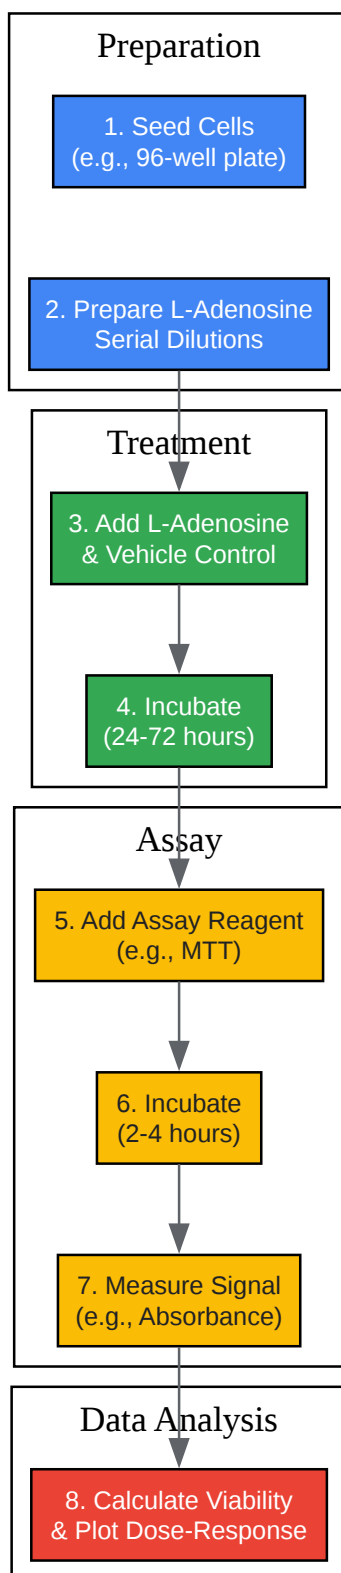 Preparation
1. Seed Cells
(e.g., 96-well plate)
2. Prepare L-Adenosine
Serial Dilutions
Treatment
3. Add L-Adenosine
& Vehicle Control
4. Incubate
(24-72 hours)
Assay
5. Add Assay Reagent
(e.g., MTT)
6. Incubate
(2-4 hours)
7. Measure Signal
(e.g., Absorbance)
Data Analysis
8. Calculate Viability
& Plot Dose-Response